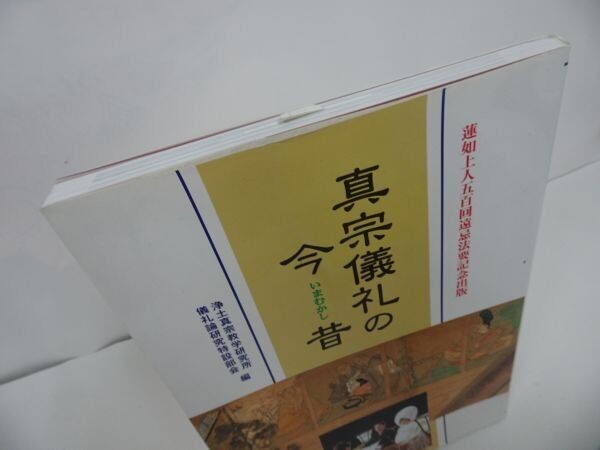 蓮如上人五百回遠忌法要記念出版
真宗儀礼の
今昔
いまむかし
浄土真宗教学研究所
儀礼論研究特設部会 編